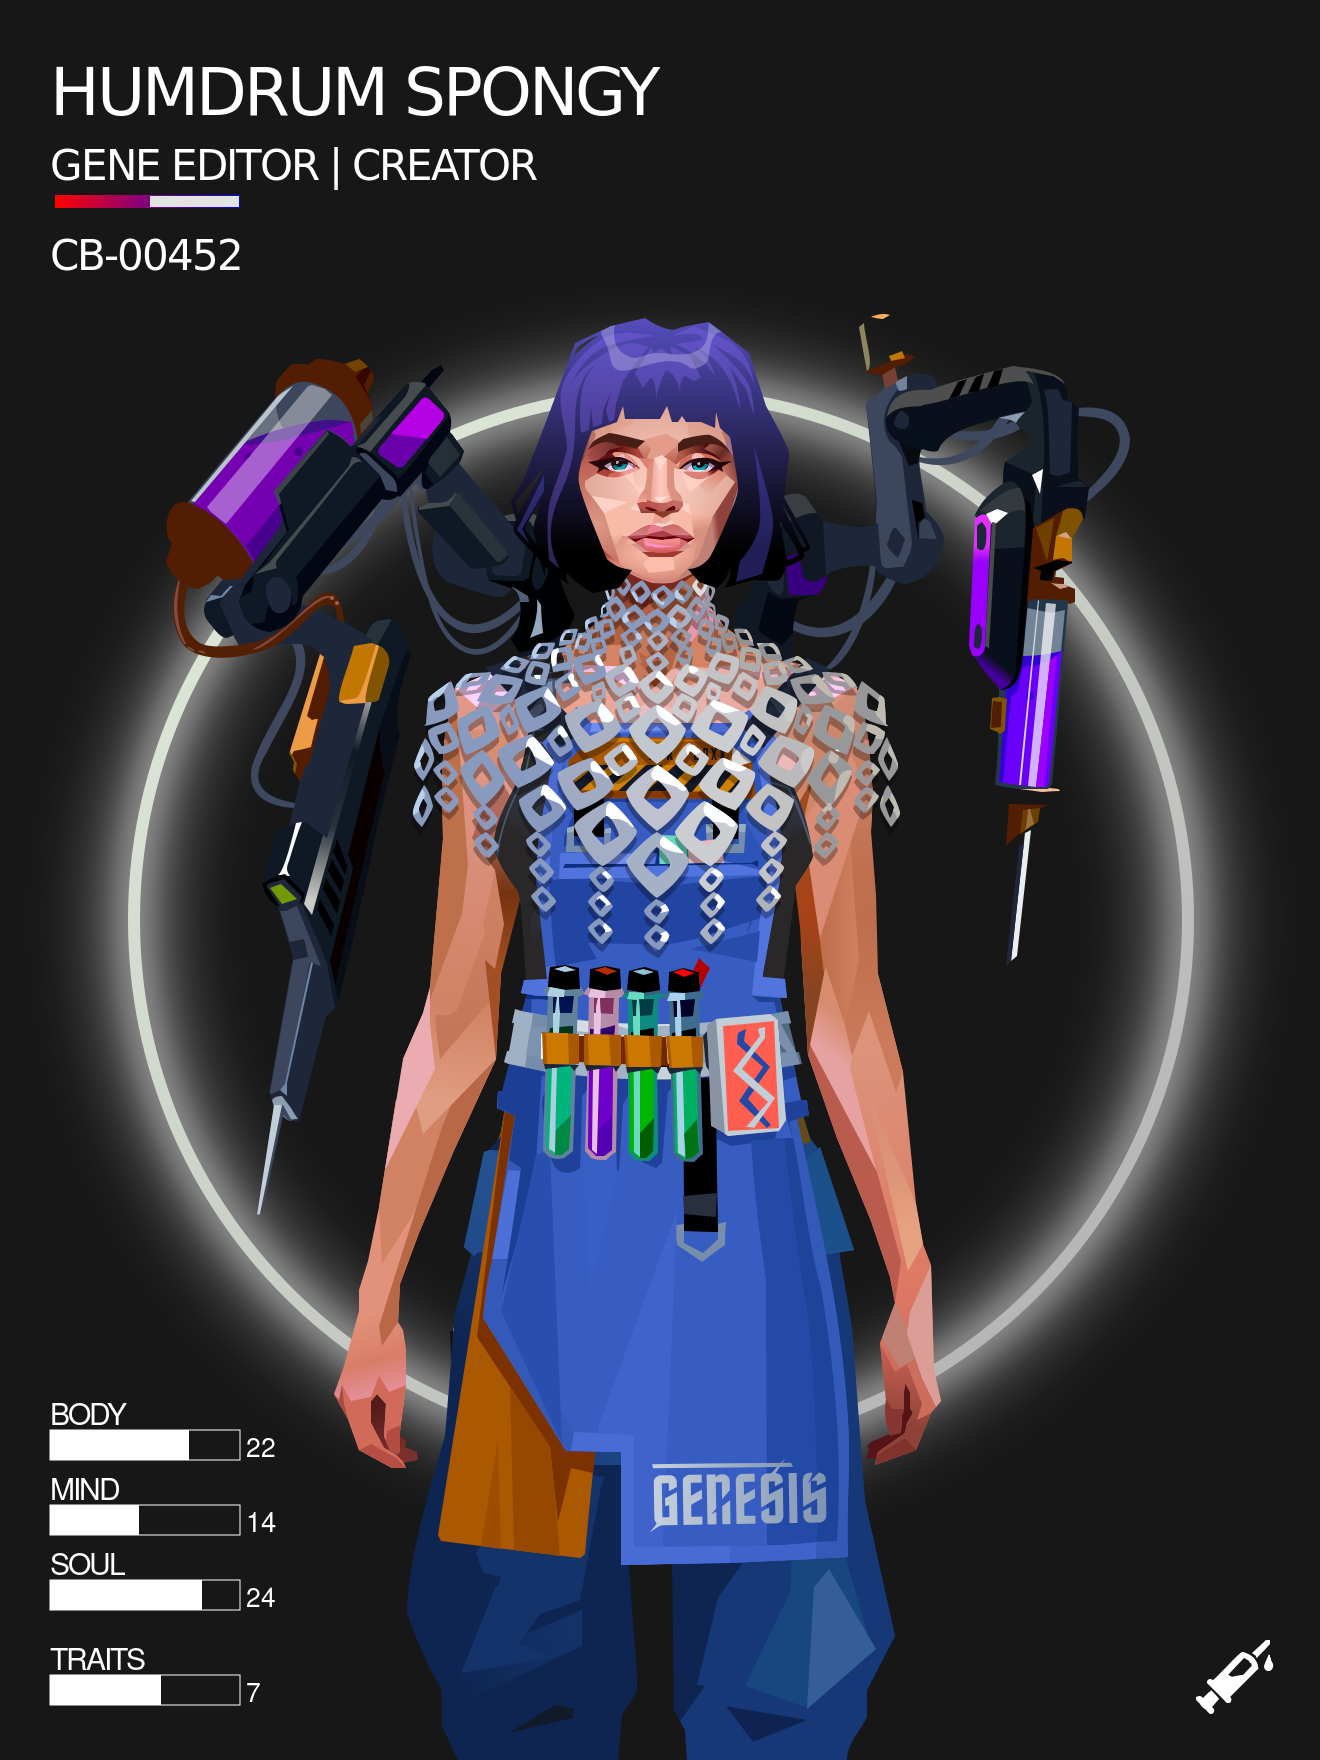 HUMDRUM SPONGY
GENE EDITOR | CREATOR
CB-00452
BODY
22
MIND
14
SOUL
24
TRAITS
7
GENESIS